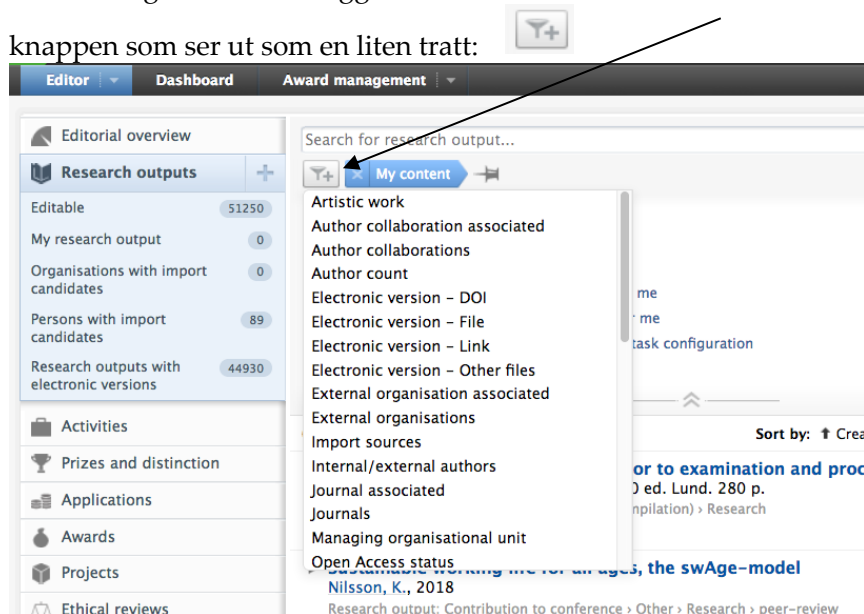 knappen som ser ut som en liten tratt:
Editor Dashboard Award management
Editorial overview
Research outputs
Editable 51250
My research output 0
Organisations with import candidates 0
Persons with import candidates 89
Research outputs with electronic versions 44930
Activities
Prizes and distinction
Applications
Awards
Projects
Ethical reviews
Search for research output...
My content
Artistic work
Author collaboration associated
Author collaborations
Author count
Electronic version – DOI
Electronic version – File
Electronic version – Link
Electronic version – Other files
External organisation associated
External organisations
Import sources
Internal/external authors
Journal associated
Journals
Managing organisational unit
Open Access status
me
me
task configuration
Sort by:
or to examination and
ed. Lund. 280 p.
› Research
Sustainable working life for all ages, the swAge–model
Nilsson, K., 2018
Research output: Contribution to conference › Other › Research › peer–review